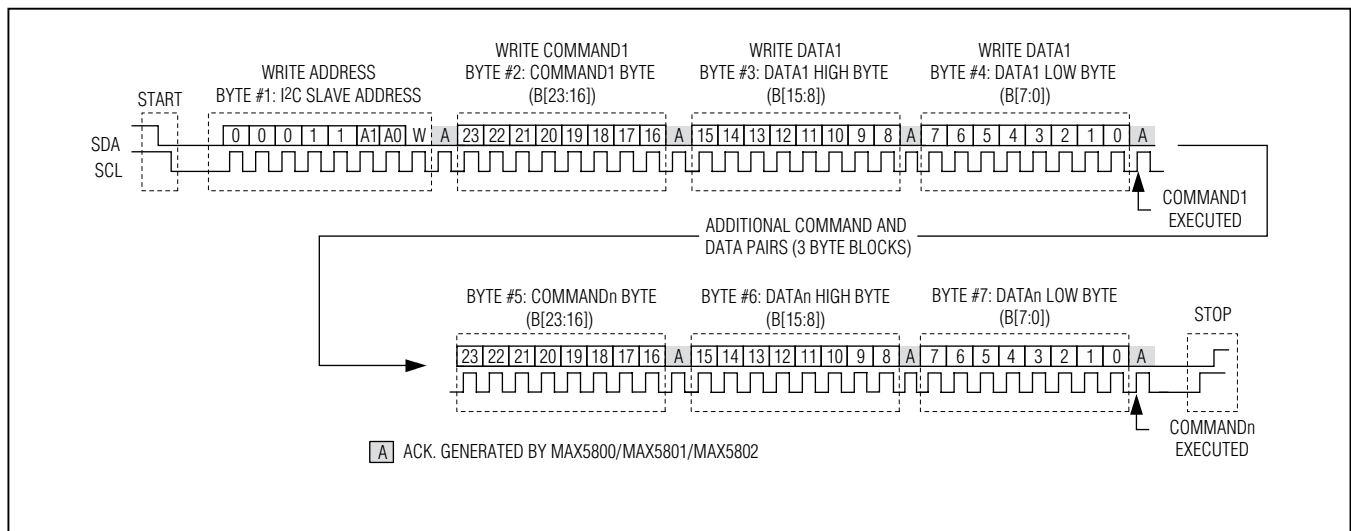 START
WRITE ADDRESS
BYTE #1: I²C SLAVE ADDRESS
WRITE COMMAND1
BYTE #2: COMMAND1 BYTE
(B[23:16])
WRITE DATA1
BYTE #3: DATA1 HIGH BYTE
(B[15:8])
WRITE DATA1
BYTE #4: DATA1 LOW BYTE
(B[7:0])
SDA
0 0 0 1 1 A1 A0 W A 23 22 21 20 19 18 17 16 A 15 14 13 12 11 10 9 8 A 7 6 5 4 3 2 1 0 A
SCL
COMMAND1
EXECUTED
ADDITIONAL COMMAND AND
DATA PAIRS (3 BYTE BLOCKS)
BYTE #5: COMMANDn BYTE
(B[23:16])
BYTE #6: DATAn HIGH BYTE
(B[15:8])
BYTE #7: DATAn LOW BYTE
(B[7:0])
STOP
23 22 21 20 19 18 17 16 A 15 14 13 12 11 10 9 8 A 7 6 5 4 3 2 1 0 A
COMMANDn
EXECUTED
A ACK. GENERATED BY MAX5800/MAX5801/MAX5802